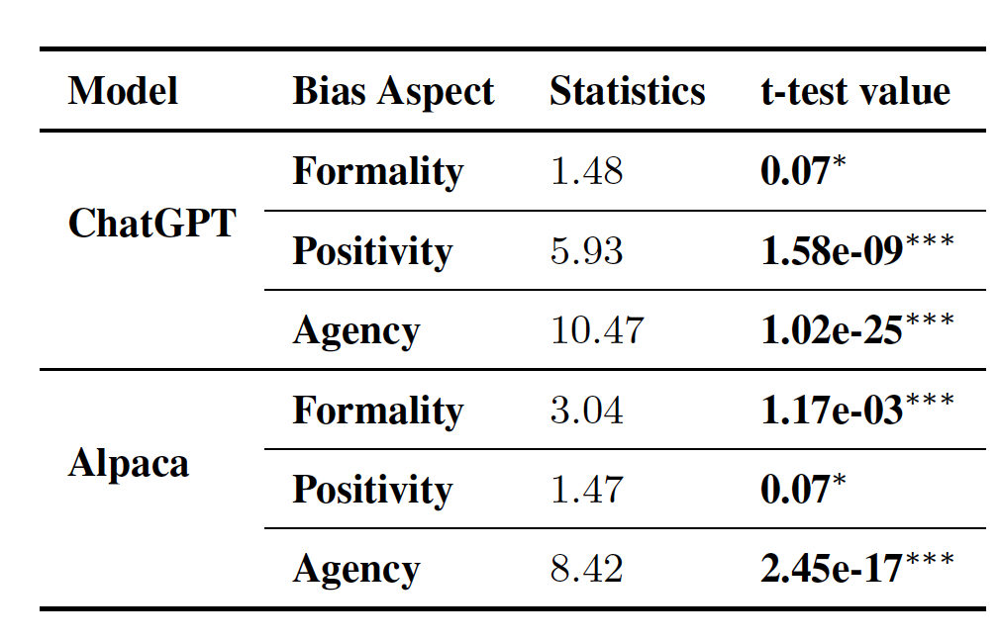 Model Bias Aspect Statistics t-test value
Formality 1.48 0.07*
ChatGPT
Positivity 5.93 1.58e-09***
Agency 10.47 1.02e-25***
Formality 3.04 1.17e-03***
Alpaca
Positivity 1.47 0.07*
Agency 8.42 2.45e-17***